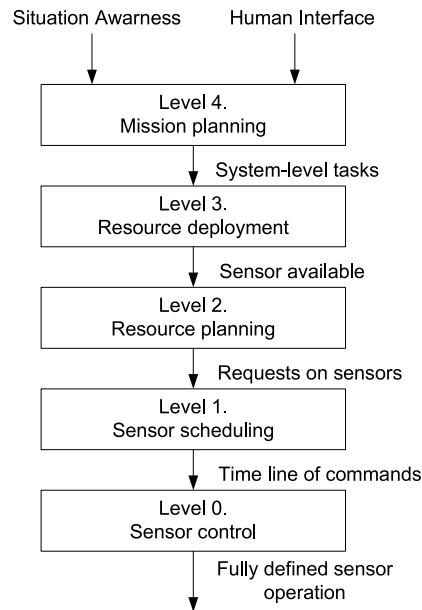 Situation Awarness
Human Interface
Level 4.
Mission planning
System-level tasks
Level 3.
Resource deployment
Sensor available
Level 2.
Resource planning
Requests on sensors
Level 1.
Sensor scheduling
Time line of commands
Level 0.
Sensor control
Fully defined sensor
operation